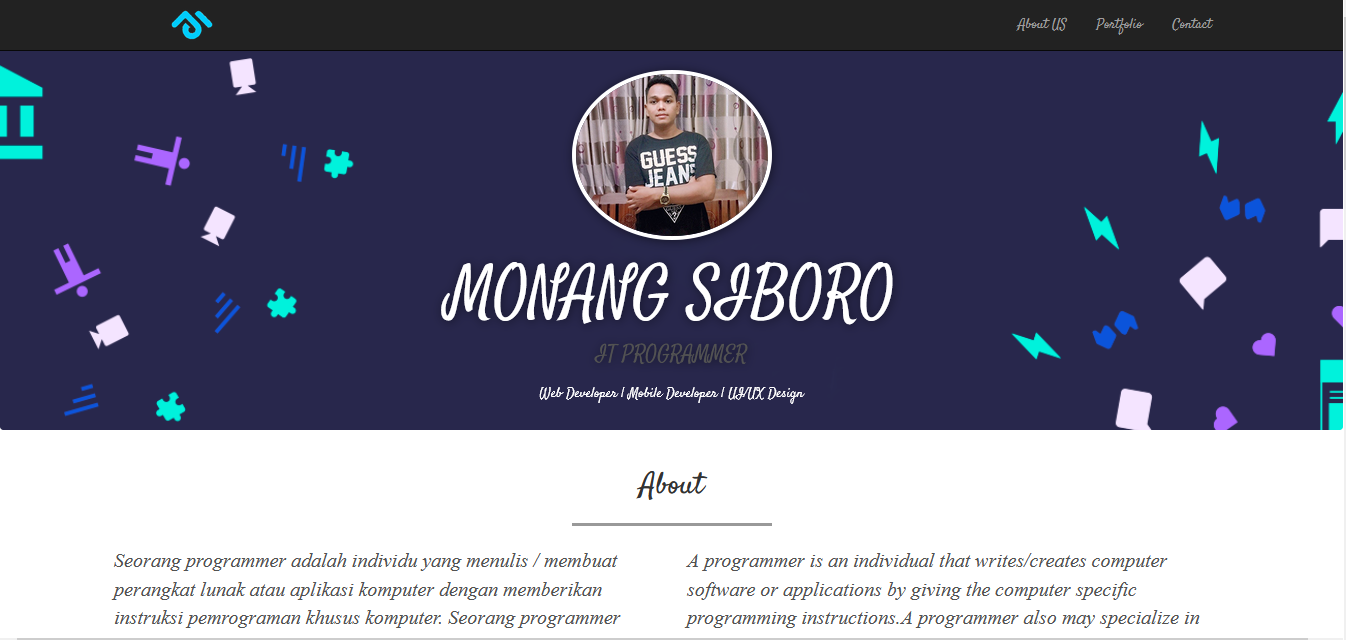 About US Portfolio Contact
GUESS
JEANS
MONANG SIBORO
IT PROGRAMMER
Web Developer | Mobile Developer | UI/UX Design
About
Seorang programmer adalah individu yang menulis / membuat
perangkat lunak atau aplikasi komputer dengan memberikan
instruksi pemrograman khusus komputer. Seorang programmer
A programmer is an individual that writes/creates computer
software or applications by giving the computer specific
programming instructions.A programmer also may specialize in